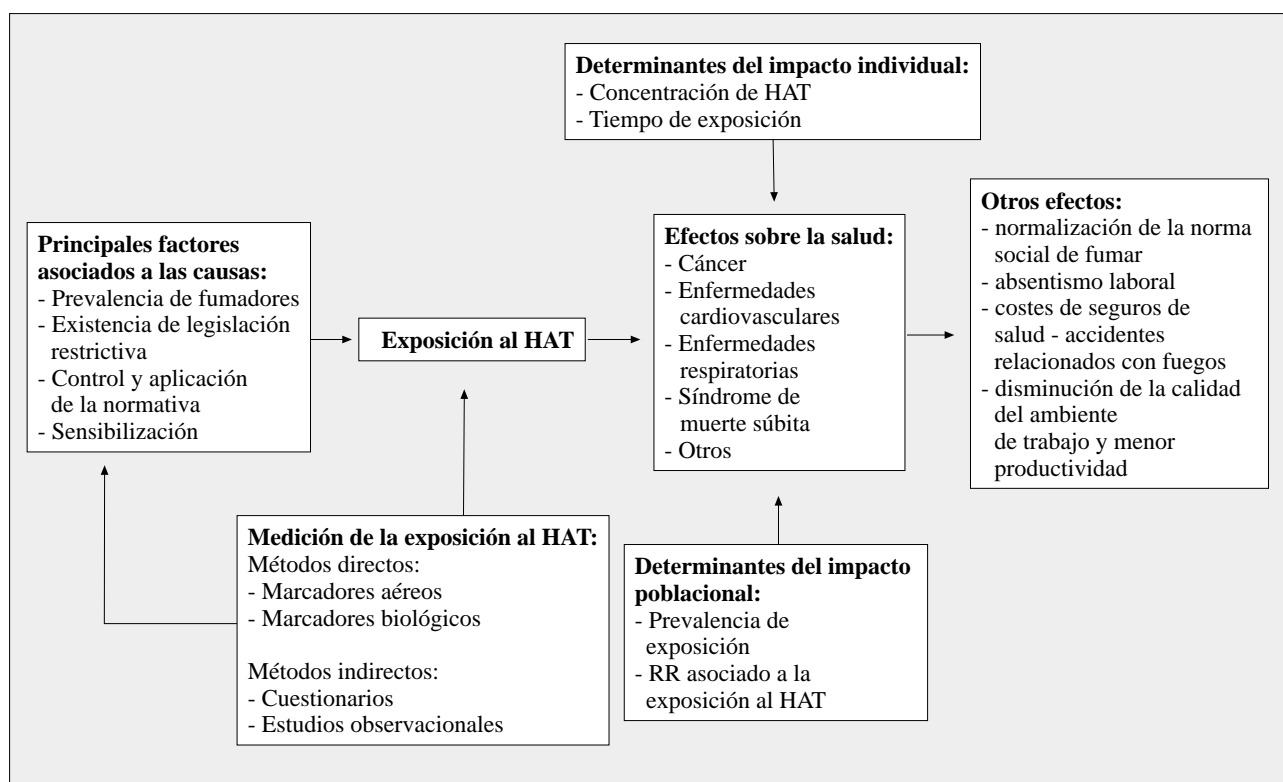 Determinantes del impacto individual:
- Concentración de HAT
- Tiempo de exposición
Principales factores
asociados a las causas:
- Prevalencia de fumadores
- Existencia de legislación
restrictiva
- Control y aplicación
de la normativa
- Sensibilización
Exposición al HAT
Efectos sobre la salud:
- Cáncer
- Enfermedades
cardiovasculares
- Enfermedades
respiratorias
- Síndrome de
muerte súbita
- Otros
Otros efectos:
- normalización de la norma
social de fumar
- absentismo laboral
- costes de seguros de
salud - accidentes
relacionados con fuegos
- disminución de la calidad
del ambiente
de trabajo y menor
productividad
Medición de la exposición al HAT:
Métodos directos:
- Marcadores aéreos
- Marcadores biológicos
Métodos indirectos:
- Cuestionarios
- Estudios observacionales
Determinantes del impacto
poblacional:
- Prevalencia de
exposición
- RR asociado a la
exposición al HAT